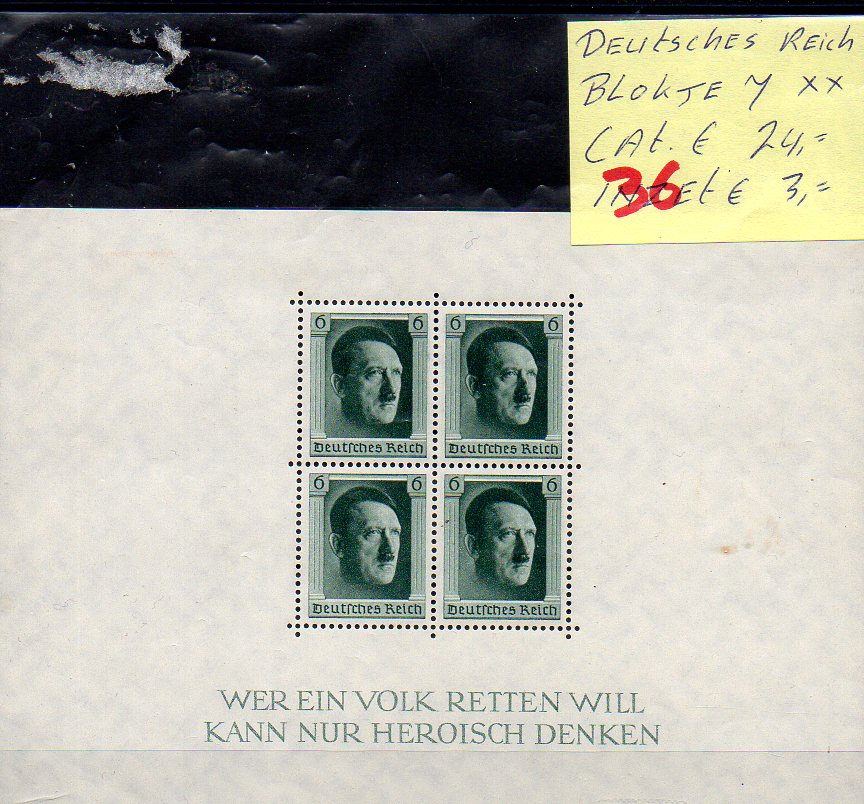 Deutsches Reich
Blokje 7 xx
Cat. € 24,=
Inzet € 3,=
36
6 6 6 6
Deutsches Reich Deutsches Reich
6 6 6 6
Deutsches Reich Deutsches Reich
WER EIN VOLK RETTEN WILL
KANN NUR HEROISCH DENKEN